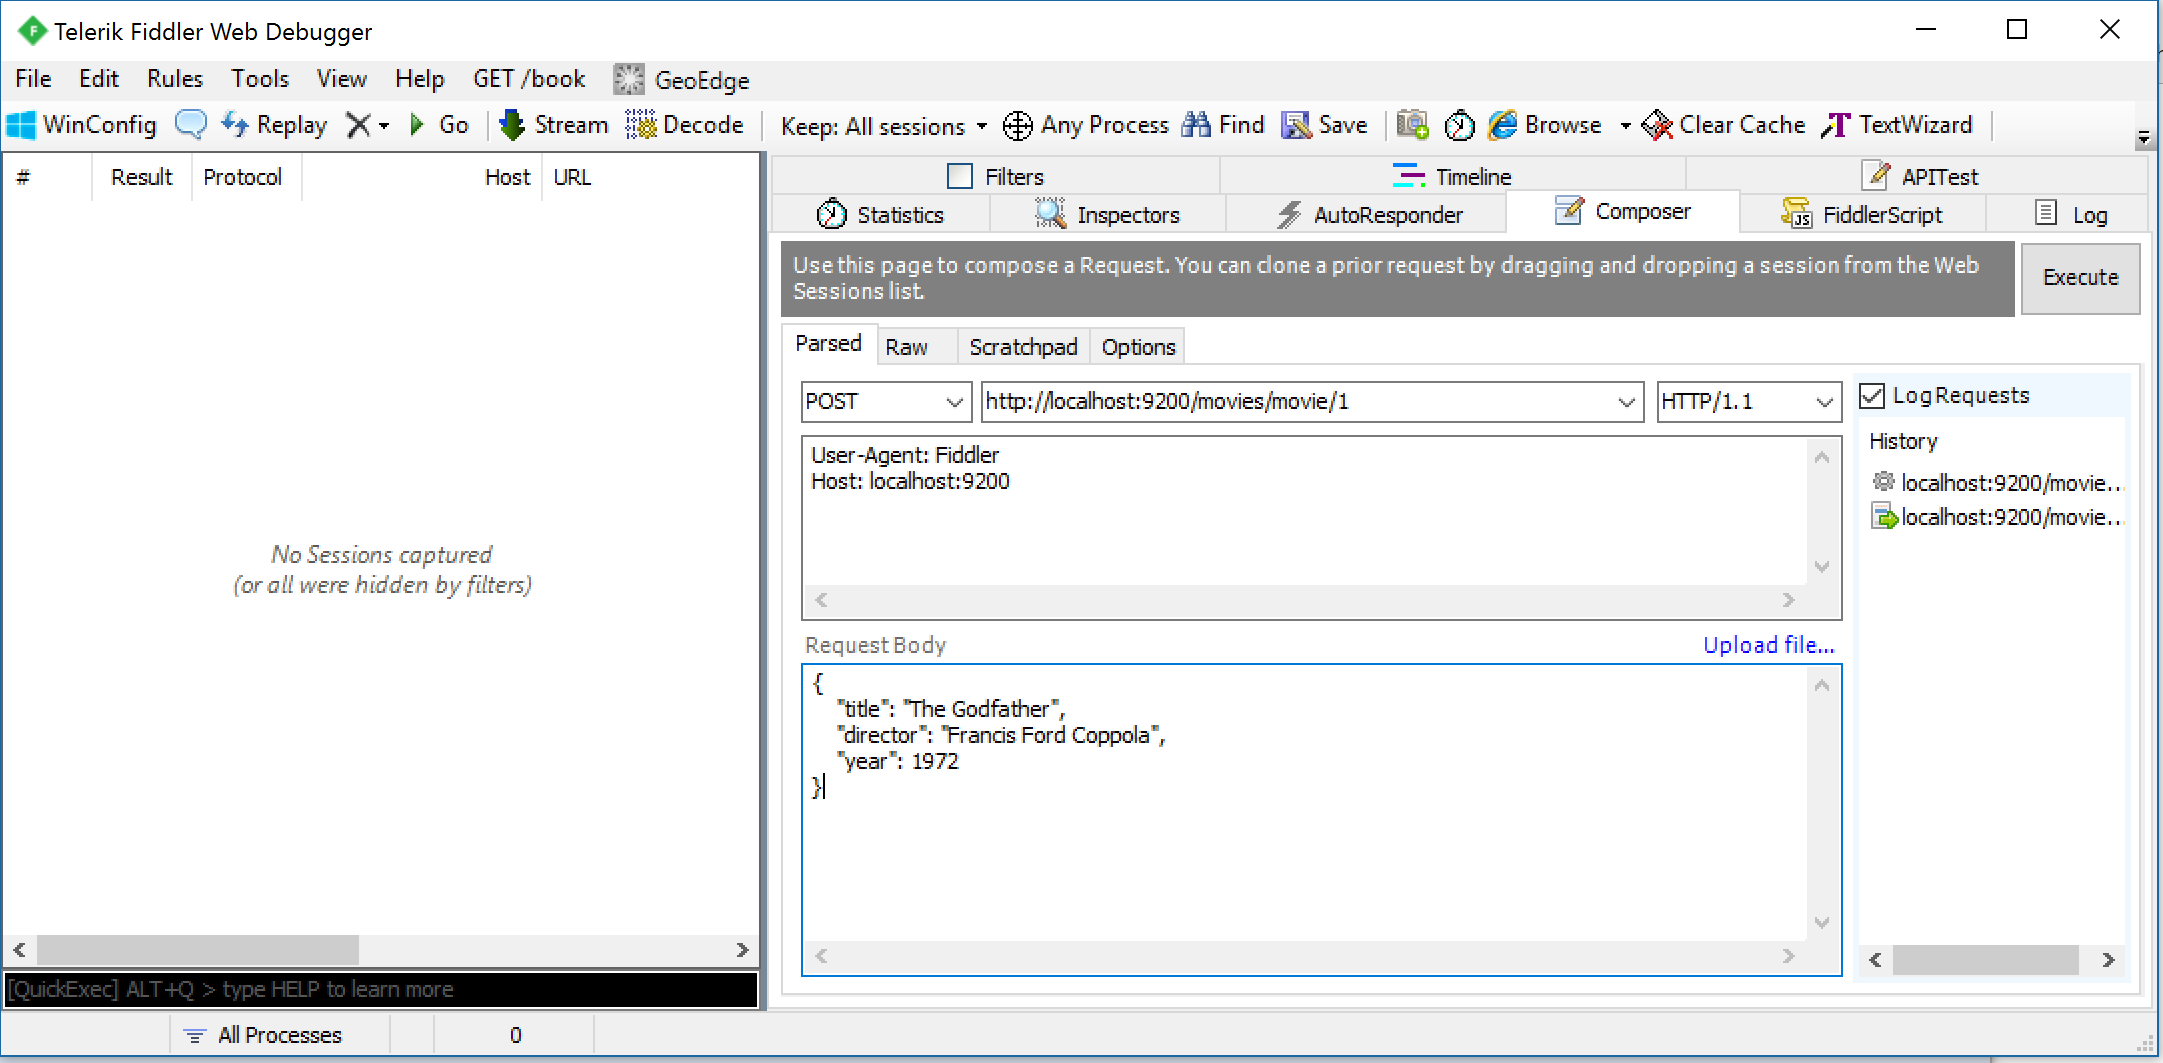 Telerik Fiddler Web Debugger
File Edit Rules Tools View Help GET /book GeoEdge
WinConfig Replay Go Stream Decode Keep: All sessions Any Process Find Save Browse Clear Cache TextWizard
# Result Protocol Host URL
No Sessions captured
(or all were hidden by filters)
[QuickExec] ALT+Q > type HELP to learn more
All Processes 0
Filters Timeline APITest
Statistics Inspectors AutoResponder Composer FiddlerScript Log
Use this page to compose a Request. You can clone a prior request by dragging and dropping a session from the Web
Sessions list.
Execute
Parsed Raw Scratchpad Options
POST http://localhost:9200/movies/movie/1 HTTP/1.1
User-Agent: Fiddler
Host: localhost:9200
Request Body Upload file...
{
"title": "The Godfather",
"director": "Francis Ford Coppola",
"year": 1972
}
Log Requests
History
localhost:9200/movie...
localhost:9200/movie...